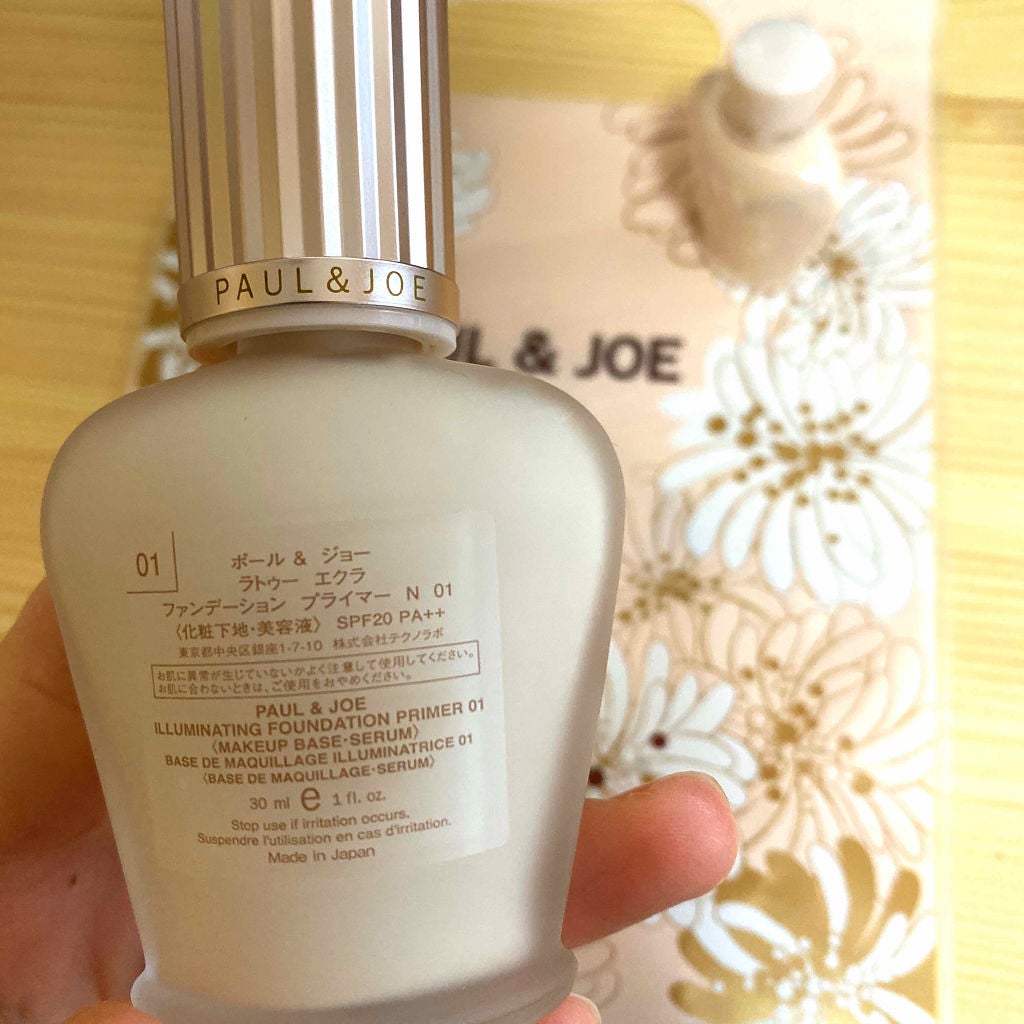 PAUL & JOE
UL & JOE
01
ポール & ジョー
ラトゥー エクラ
ファンデーション プライマー N 01
〈化粧下地・美容液〉 SPF20 PA++
東京都中央区銀座1-7-10 株式会社テクノラボ
お肌に異常が生じていないかよく注意して使用してください。
お肌に合わないときは、ご使用をおやめください。
PAUL & JOE
ILLUMINATING FOUNDATION PRIMER 01
〈MAKEUP BASE・SERUM〉
BASE DE MAQUILLAGE ILLUMINATRICE 01
〈BASE DE MAQUILLAGE・SERUM〉
30 ml e 1 fl. oz.
Stop use if irritation occurs.
Suspendre l'utilisation en cas d'irritation.
Made in Japan